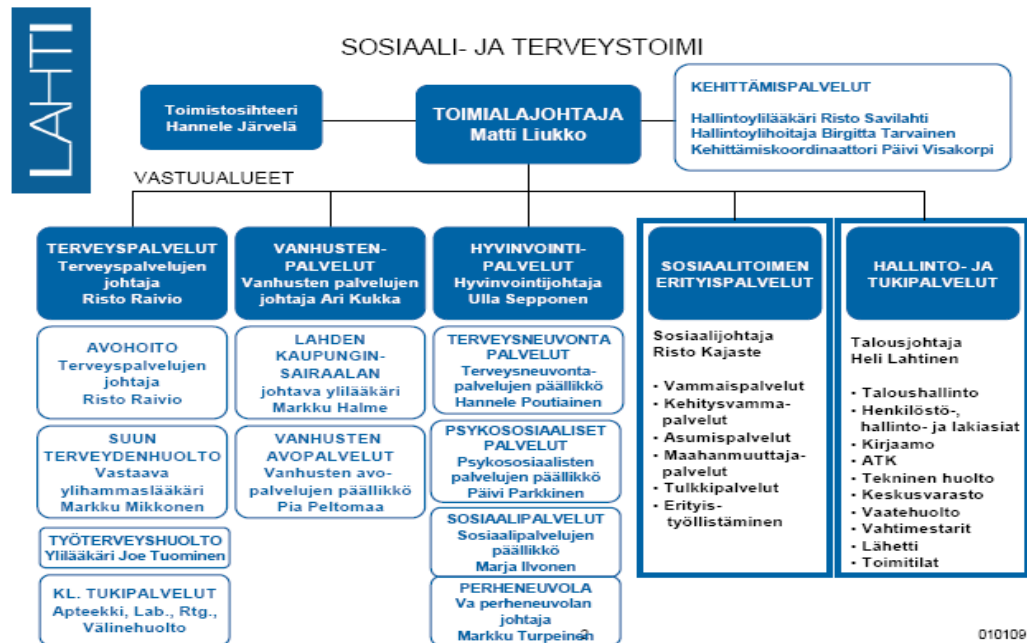 LAHTI
SOSIAALI- JA TERVEYSTOIMI
Toimistosihteeri
Hannele Järvelä
TOIMIALAJOHTAJA
Matti Liukko
KEHITTÄMISPALVELUT
Hallintoylilääkäri Risto Savilahti
Hallintoylihoitaja Birgitta Tarvainen
Kehittämiskoordinaattori Päivi Visakorpi
VASTUUALUEET
TERVEYSPALVELUT
Terveyspalvelujen
johtaja
Risto Raivio
AVOHOITO
Terveyspalvelujen
johtaja
Risto Raivio
SUUN
TERVEYDENHUOLTO
Vastaava
ylihammaslääkäri
Markku Mikkonen
TYÖTERVEYSHUOLTO
Ylilääkäri Joe Tuominen
KL. TUKIPALVELUT
Apteekki, Lab., Rtg.,
Välinehuolto
VANHUSTEN-
PALVELUT
Vanhusten palvelujen
johtaja Ari Kukka
LAHDEN
KAUPUNGIN-
SAIRAALAN
johtava ylilääkäri
Markku Halme
VANHUSTEN
AVOPALVELUT
Vanhusten avo-
palvelujen päällikkö
Pia Peltomaa
HYVINVOINTI-
PALVELUT
Hyvinvointijohtaja
Ulla Sepponen
TERVEYSNEUVONTA
PALVELUT
Terveysneuvonta-
palvelujen päällikkö
Hannele Poutiainen
PSYKOSOSIAALISET
PALVELUT
Psykososiaalisten
palvelujen päällikkö
Päivi Parkkinen
SOSIAALIPALVELUT
Sosiaalipalvelujen
päällikkö
Marja Ilvonen
PERHENEUVOLA
Va perheneuvolan
johtaja
Markku Turpeinen
2
SOSIAALITOIMEN
ERITYISPALVELUT
Sosiaalijohtaja
Risto Kajaste
• Vammaispalvelut
• Kehitysvamma-
palvelut
• Asumispalvelut
• Maahanmuuttaja-
palvelut
• Tulkkipalvelut
• Erityis-
työllistäminen
HALLINTO- JA
TUKIPALVELUT
Talousjohtaja
Heli Lahtinen
• Taloushallinto
• Henkilöstö-,
hallinto- ja lakiasiat
• Kirjaamo
• ATK
• Tekninen huolto
• Keskusvarasto
• Vaatehuolto
• Vahtimestarit
• Lähetti
• Toimitilat
010109